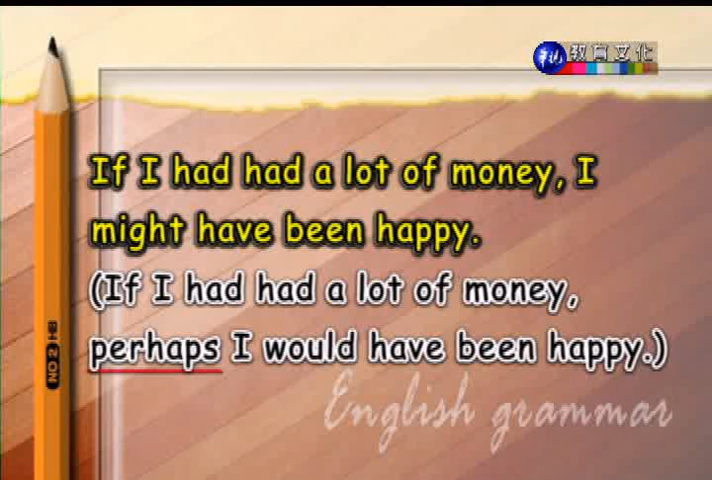 教育文化
If I had had a lot of money, I
might have been happy.
(If I had had a lot of money,
perhaps I would have been happy.)
English grammar
NO 2 HB